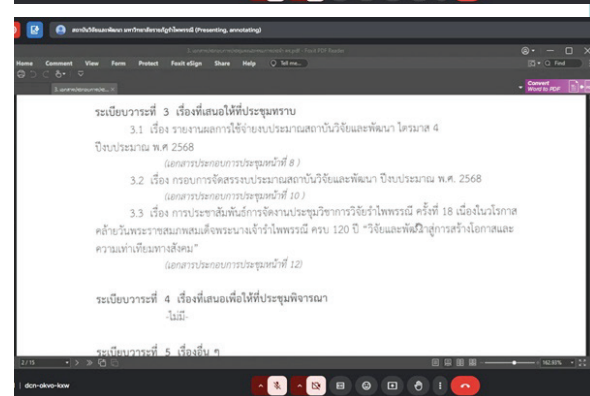 สถาบันวิจัยและพัฒนา มหาวิทยาลัยราชภัฏรำไพพรรณี (Presenting, annotating)
Foxit PDF Reader
Home Comment View Form Protect Foxit eSign Share Help Tell me... Find
Convert
Word to PDF
ระเบียบวาระที่ 3 เรื่องที่เสนอให้ที่ประชุมทราบ
3.1 เรื่อง รายงานผลการใช้จ่ายงบประมาณสถาบันวิจัยและพัฒนา ไตรมาส 4
ปีงบประมาณ พ.ศ 2568
(เอกสารประกอบการประชุมหน้าที่ 8 )
3.2 เรื่อง กรอบการจัดสรรงบประมาณสถาบันวิจัยและพัฒนา ปีงบประมาณ พ.ศ. 2568
(เอกสารประกอบการประชุมหน้าที่ 10 )
3.3 เรื่อง การประชาสัมพันธ์การจัดงานประชุมวิชาการวิจัยรำไพพรรณี ครั้งที่ 18 เนื่องในวโรกาส
คล้ายวันพระราชสมภพสมเด็จพระนางเจ้ารำไพพรรณี ครบ 120 ปี “วิจัยและพัฒนาสู่การสร้างโอกาสและ
ความเท่าเทียมทางสังคม”
(เอกสารประกอบการประชุมหน้าที่ 12)
ระเบียบวาระที่ 4 เรื่องที่เสนอเพื่อให้ที่ประชุมพิจารณา
-ไม่มี-
ระเบียบวาระที่ 5 เรื่องอื่น ๆ
2 / 15 162.80%
dcn-okvo-kxw